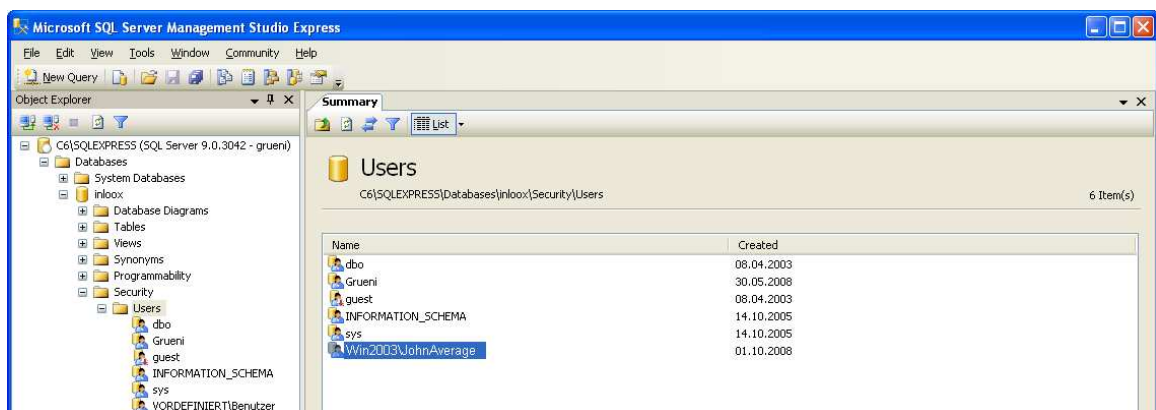 Microsoft SQL Server Management Studio Express
File Edit View Tools Window Community Help
New Query
Object Explorer
Summary
List
C6\SQLEXPRESS (SQL Server 9.0.3042 - grueni)
Databases
System Databases
inloox
Database Diagrams
Tables
Views
Synonyms
Programmability
Security
Users
dbo
Grueni
guest
INFORMATION_SCHEMA
sys
VORDEFINIERT\Benutzer
Users
C6\SQLEXPRESS\Databases\inloox\Security\Users 6 Item(s)
Name Created
dbo 08.04.2003
Grueni 30.05.2008
guest 08.04.2003
INFORMATION_SCHEMA 14.10.2005
sys 14.10.2005
Win2003\JohnAverage 01.10.2008